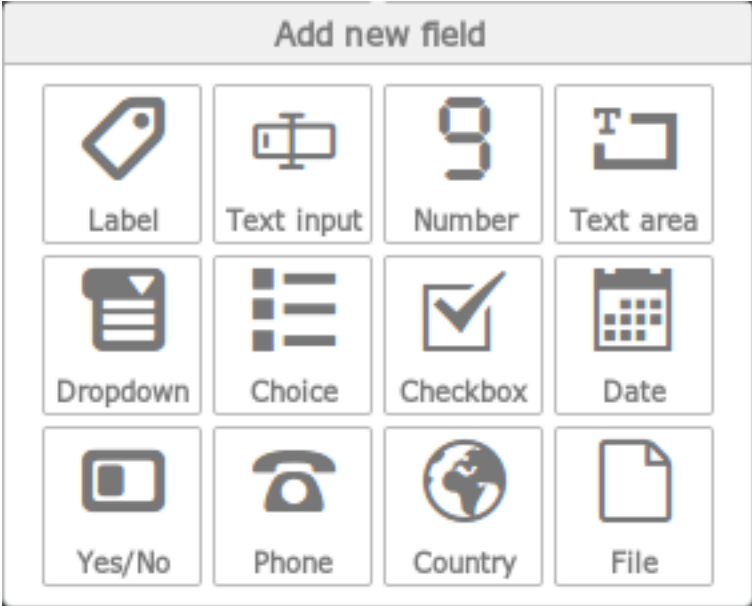 Add new field
Label Text input Number Text area
Dropdown Choice Checkbox Date
Yes/No Phone Country File